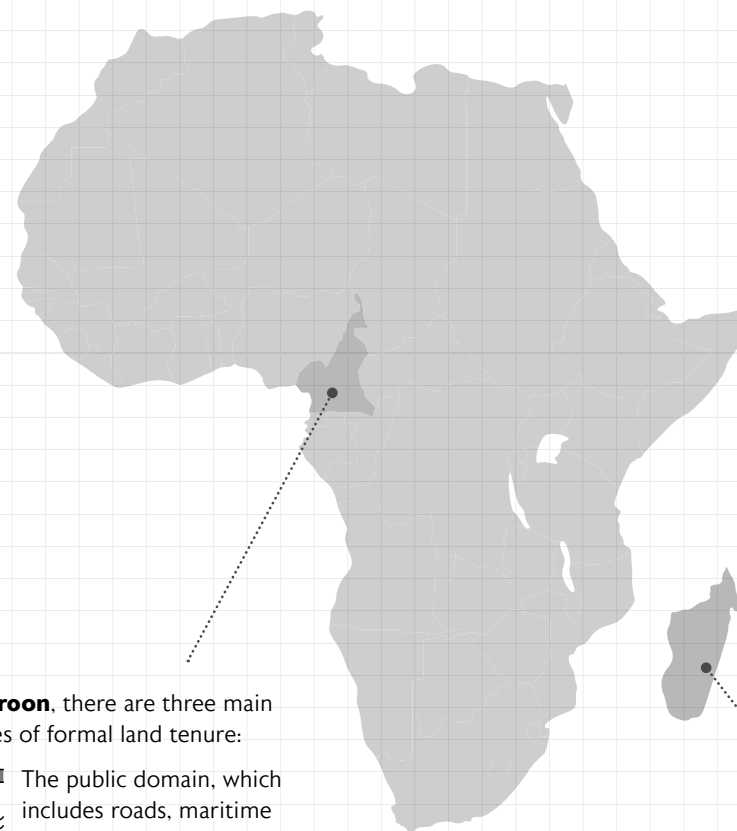 roon, there are three main
es of formal land tenure:
The public domain, which
includes roads, maritime